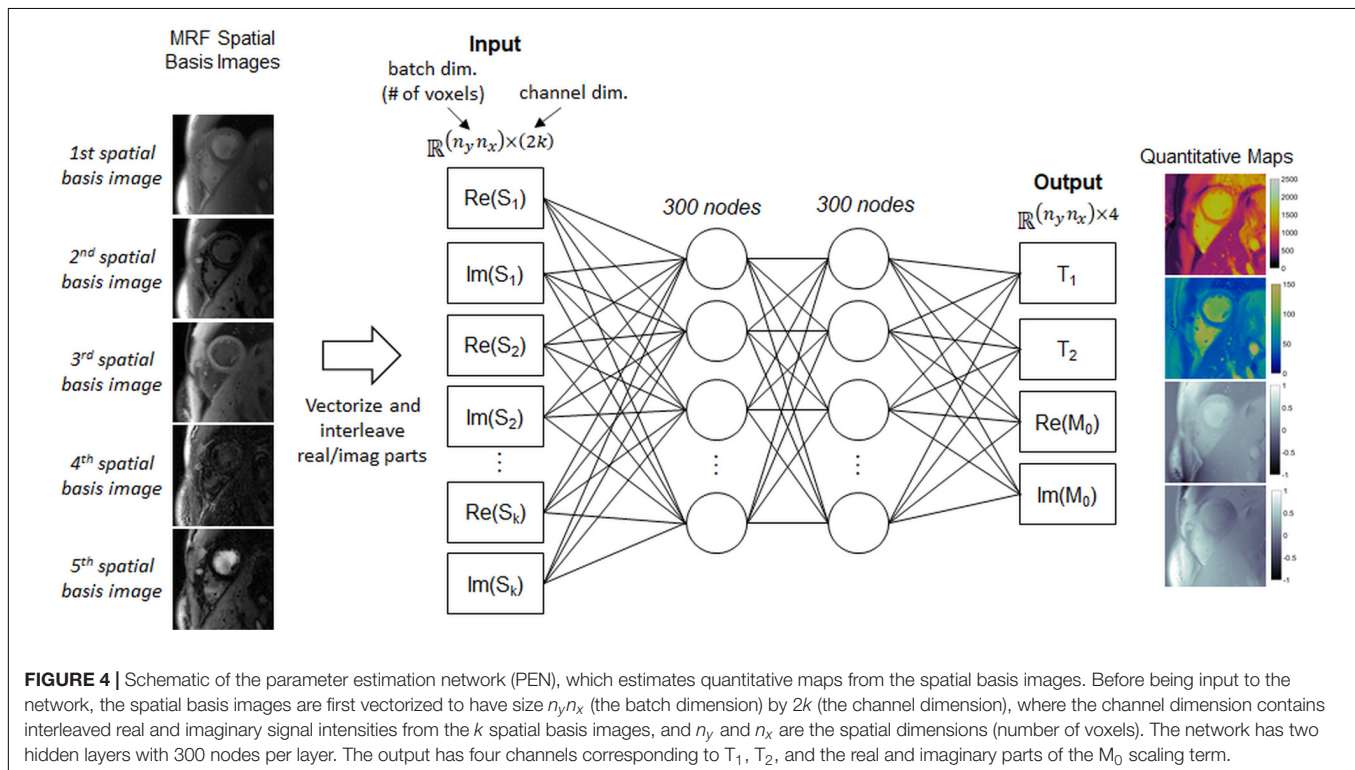 MRF Spatial
Basis Images
1st spatial
basis image
2nd spatial
basis image
3rd spatial
basis image
4th spatial
basis image
5th spatial
basis image
Vectorize and
interleave
real/imag parts
Input
batch dim.
(# of voxels)
channel dim.
ℝ(nynx)×(2k)
Re(S1)
Im(S1)
Re(S2)
Im(S2)
⋮
Re(Sk)
Im(Sk)
300 nodes
⋮
300 nodes
⋮
Output
ℝ(nynx)×4
T1
T2
Re(M0)
Im(M0)
Quantitative Maps
2500
2000
1500
1000
500
0
150
100
50
0
1
0.5
0
-0.5
-1
1
0.5
0
-0.5
-1
FIGURE 4 | Schematic of the parameter estimation network (PEN), which estimates quantitative maps from the spatial basis images. Before being input to the
network, the spatial basis images are first vectorized to have size nynx (the batch dimension) by 2k (the channel dimension), where the channel dimension contains
interleaved real and imaginary signal intensities from the k spatial basis images, and ny and nx are the spatial dimensions (number of voxels). The network has two
hidden layers with 300 nodes per layer. The output has four channels corresponding to T1, T2, and the real and imaginary parts of the M0 scaling term.